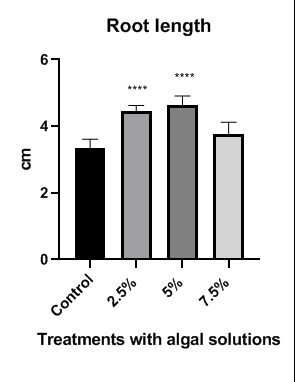 Root length
6
4
2
0
cm
****
****
Control
2.5%
5%
7.5%
Treatments with algal solutions